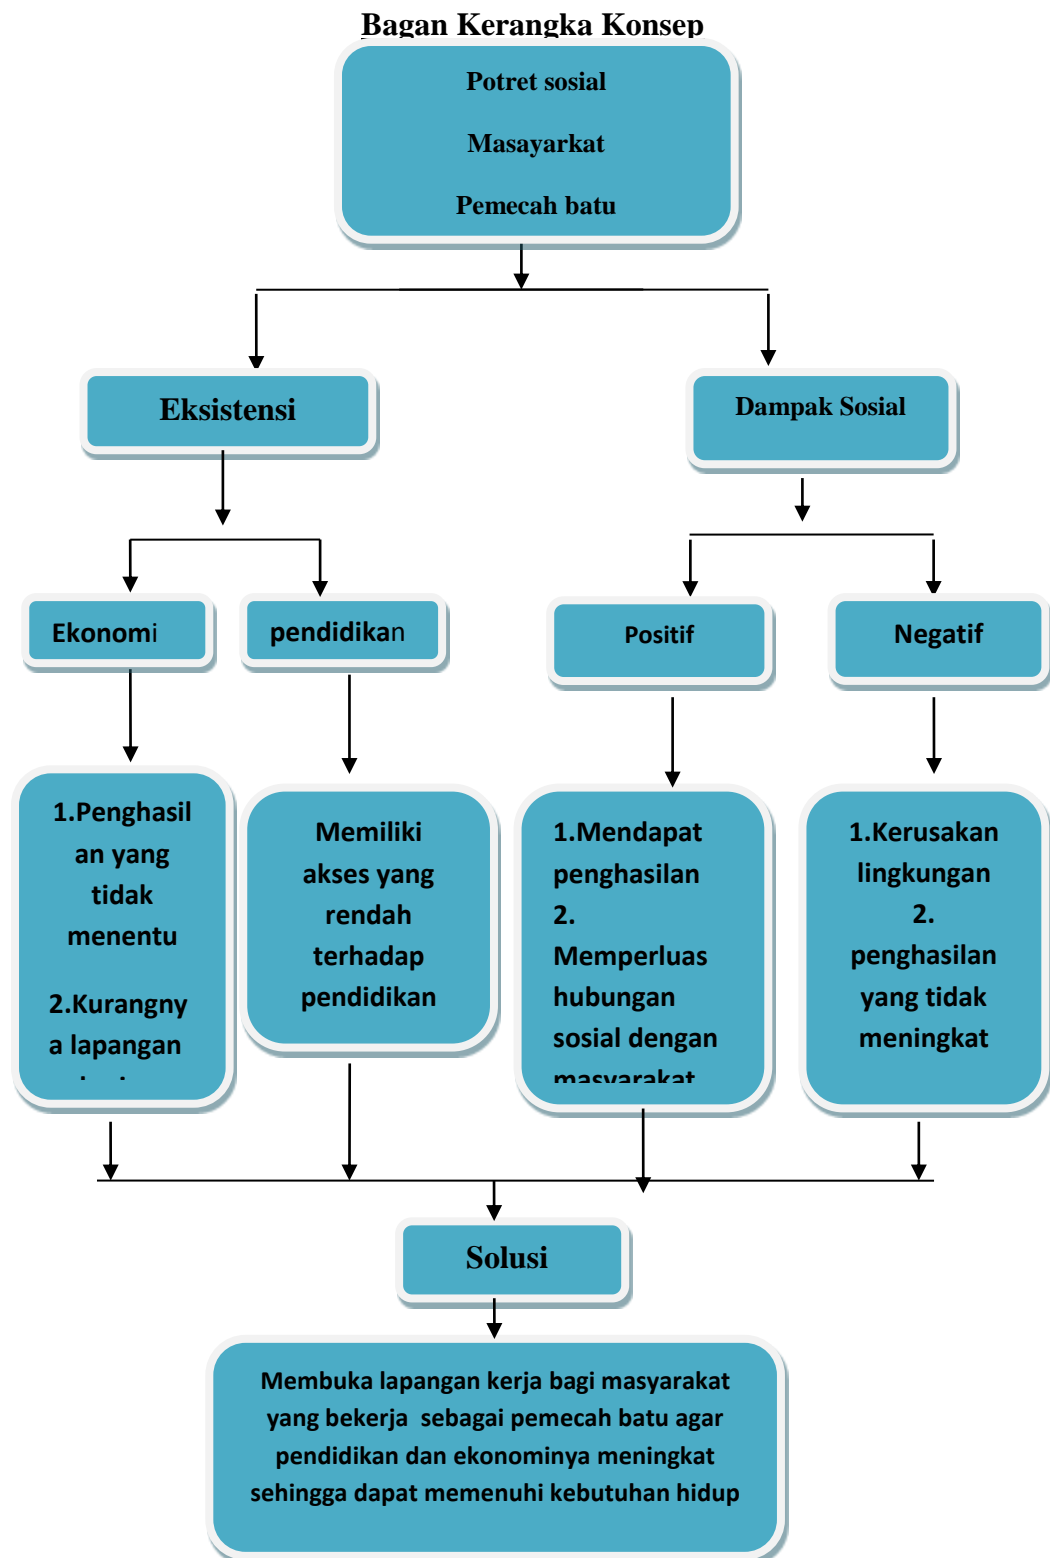 Bagan Kerangka Konsep
Potret sosial
Masayarkat
Pemecah batu
Eksistensi
Dampak Sosial
Ekonomi
pendidikan
Positif
Negatif
1.Penghasil
an yang
tidak
menentu
2.Kurangny
a lapangan
Memiliki
akses yang
rendah
terhadap
pendidikan
1.Mendapat
penghasilan
2.
Memperluas
hubungan
sosial dengan
masyarakat
1.Kerusakan
lingkungan
2.
penghasilan
yang tidak
meningkat
Solusi
Membuka lapangan kerja bagi masyarakat
yang bekerja sebagai pemecah batu agar
pendidikan dan ekonominya meningkat
sehingga dapat memenuhi kebutuhan hidup